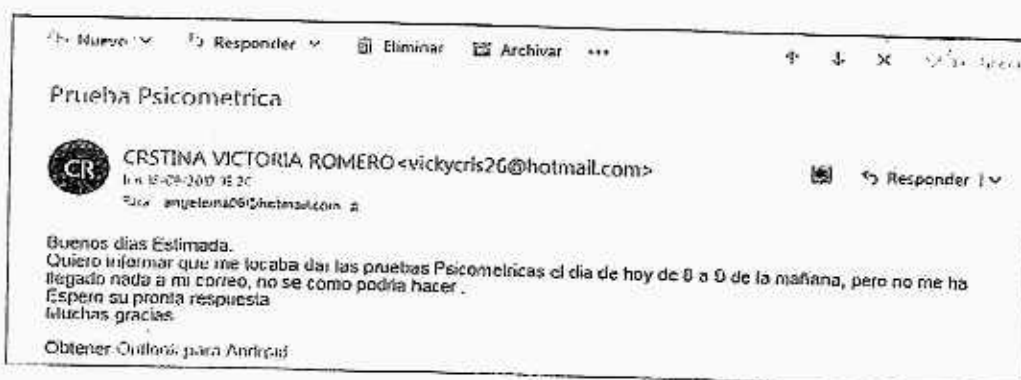 Nuevo Responder Eliminar Archivar
Prueba Psicometrica
CR
CRSTINA VICTORIA ROMERO<vickycris26@hotmail.com>
Responder
Buenos dias Estimada.
Quiero informar que me tocaba dar las pruebas Psicometricas el dia de hoy de 8 a 9 de la mañana, pero no me ha
llegado nada a mi correo, no se como podria hacer .
Espero su pronta respuesta
Muchas gracias
Obtener Outlook para Android